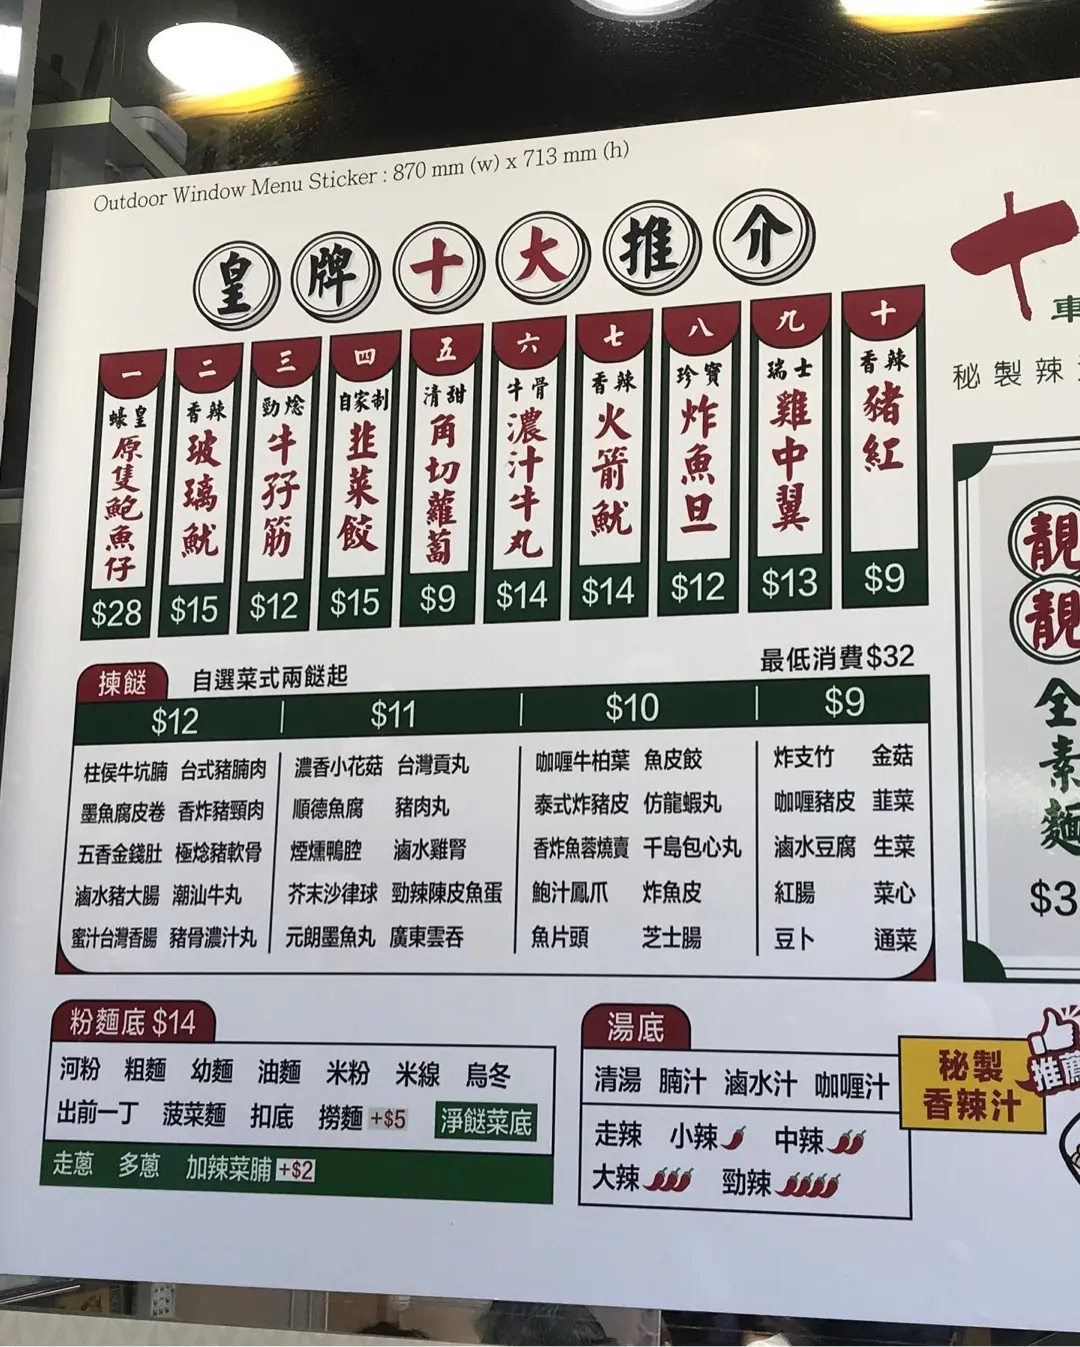 Outdoor Window Menu Sticker : 870 mm (w) x 713 mm (h)
皇牌十大推介
一 蠔皇 原隻鮑魚仔 $28
二 香辣 玻璃魷 $15
三 勁惗 牛孖筋 $12
四 自家制 韮菜餃 $15
五 清甜 角切蘿蔔 $9
六 牛骨 濃汁牛丸 $14
七 香辣 火箭魷 $14
八 珍寶 炸魚旦 $12
九 瑞士 雞中翼 $13
十 香辣 豬紅 $9
揀餸 自選菜式兩餸起 最低消費$32
$12 | $11 | $10 | $9
柱侯牛坑腩 台式豬腩肉 濃香小花菇 台灣貢丸 咖喱牛柏葉 魚皮餃 炸支竹 金菇
墨魚腐皮卷 香炸豬頸肉 順德魚腐 豬肉丸 泰式炸豬皮 仿龍蝦丸 咖喱豬皮 韮菜
五香金錢肚 極惗豬軟骨 煙燻鴨腔 滷水雞腎 香炸魚蓉燒賣 千島包心丸 滷水豆腐 生菜
滷水豬大腸 潮汕牛丸 芥末沙律球 勁辣陳皮魚蛋 鮑汁鳳爪 炸魚皮 紅腸 菜心
蜜汁台灣香腸 豬骨濃汁丸 元朗墨魚丸 廣東雲吞 魚片頭 芝士腸 豆卜 通菜
粉麵底 $14
河粉 粗麵 幼麵 油麵 米粉 米線 烏冬
出前一丁 菠菜麵 扣底 撈麵 +$5 淨餸菜底
走蔥 多蔥 加辣菜脯 +$2
湯底
清湯 腩汁 滷水汁 咖喱汁
走辣 小辣 中辣
大辣 勁辣
秘製
香辣汁
推薦
十
車
秘製辣
靚靚
全素麵
$3